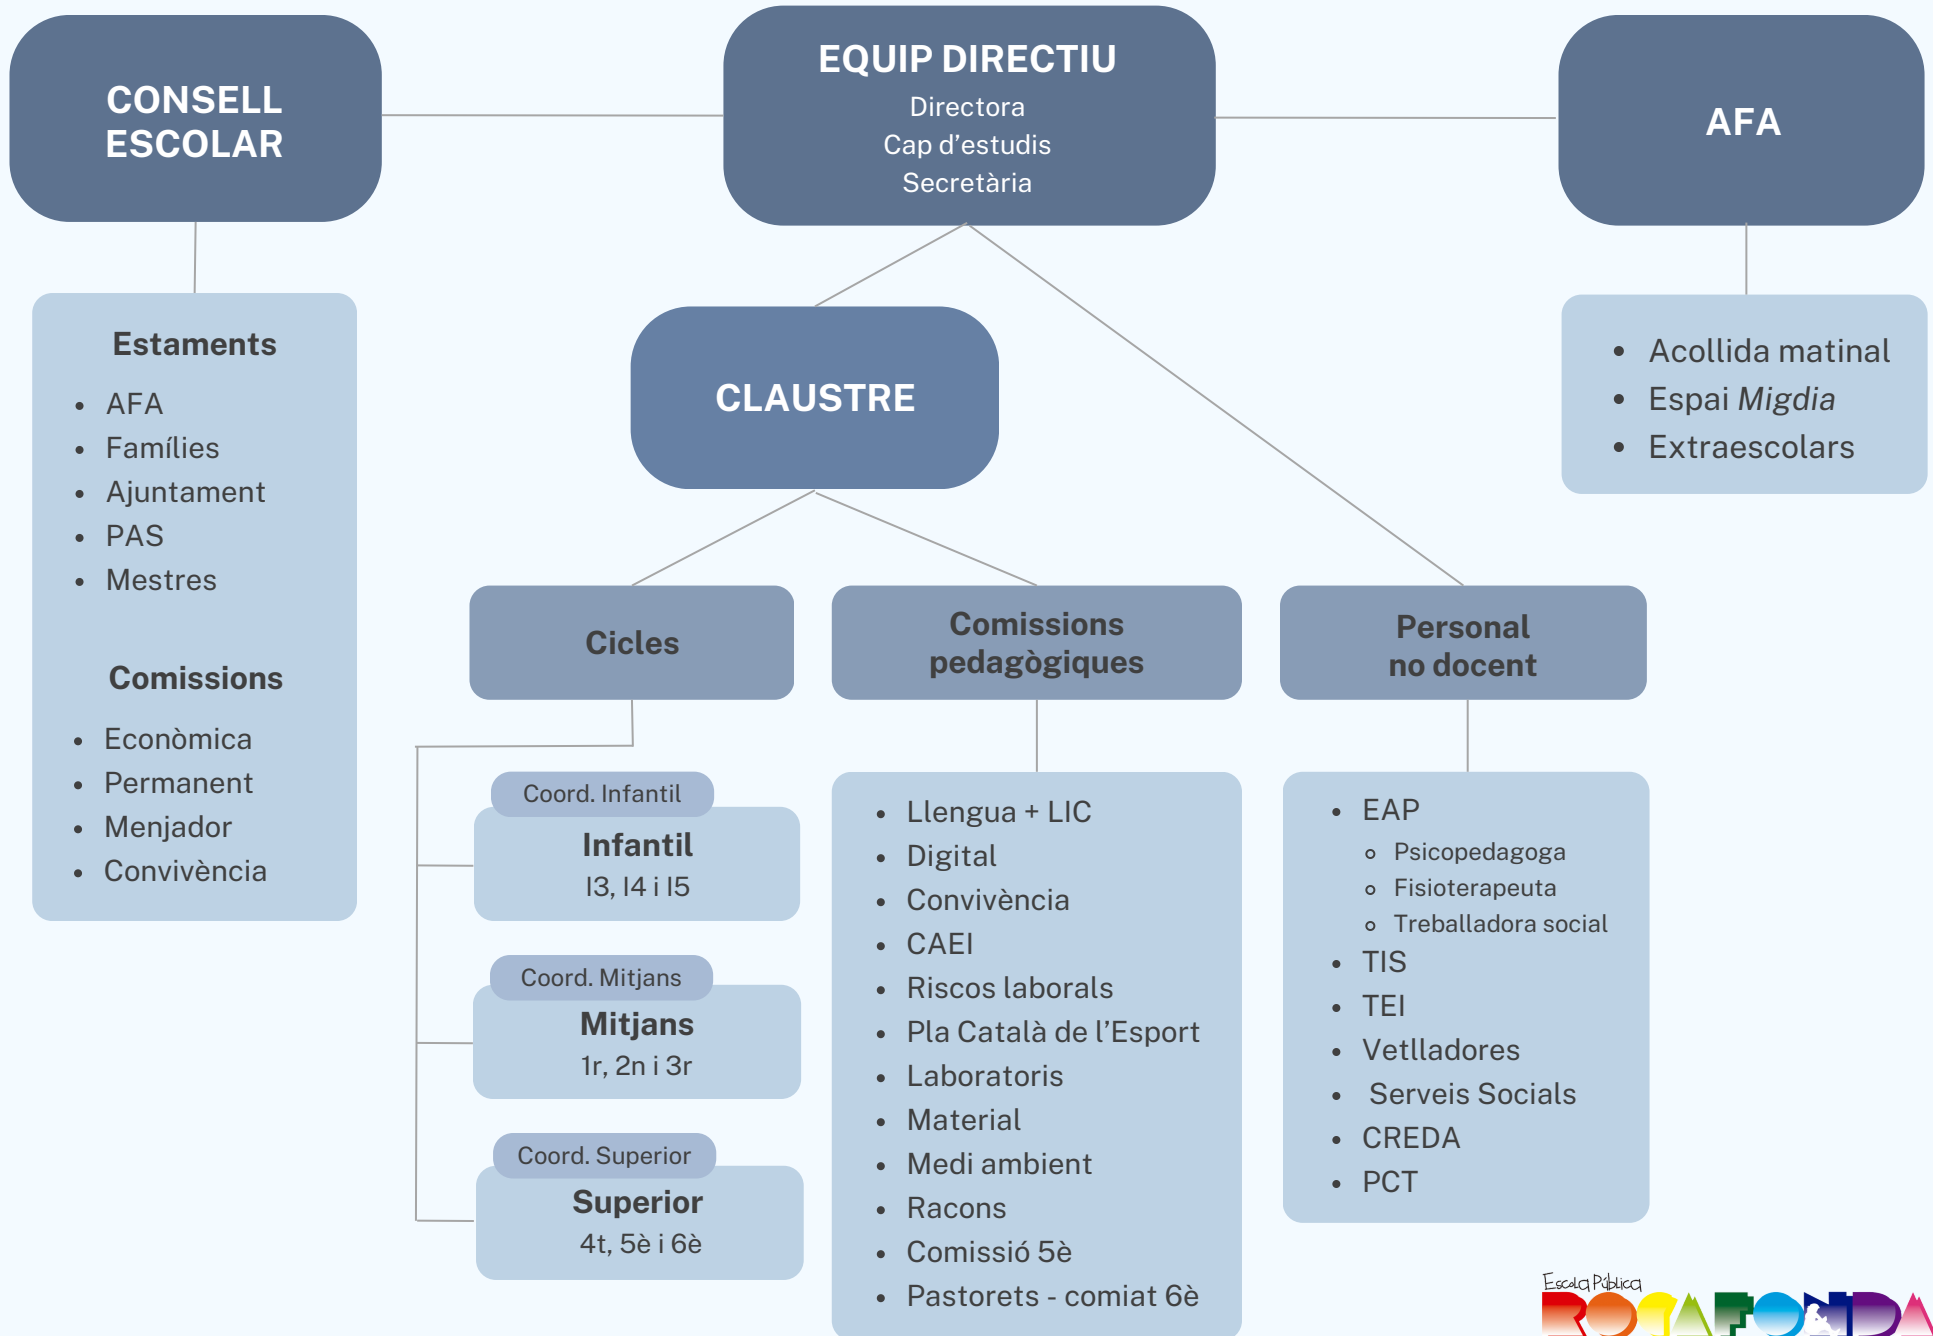 CONSELL
ESCOLAR
EQUIP DIRECTIU
Directora
Cap d’estudis
Secretària
AFA
Estaments
• AFA
• Famílies
• Ajuntament
• PAS
• Mestres
Comissions
• Econòmica
• Permanent
• Menjador
• Convivència
CLAUSTRE
• Acollida matinal
• Espai Migdia
• Extraescolars
Cicles
Coord. Infantil
Infantil
I3, I4 i I5
Coord. Mitjans
Mitjans
1r, 2n i 3r
Coord. Superior
Superior
4t, 5è i 6è
Comissions
pedagògiques
• Llengua + LIC
• Digital
• Convivència
• CAEI
• Riscos laborals
• Pla Català de l’Esport
• Laboratoris
• Material
• Medi ambient
• Racons
• Comissió 5è
• Pastorets - comiat 6è
Personal
no docent
• EAP
◦ Psicopedagoga
◦ Fisioterapeuta
◦ Treballadora social
• TIS
• TEI
• Vetlladores
• Serveis Socials
• CREDA
• PCT
Escola Pública
ROCAFONDA